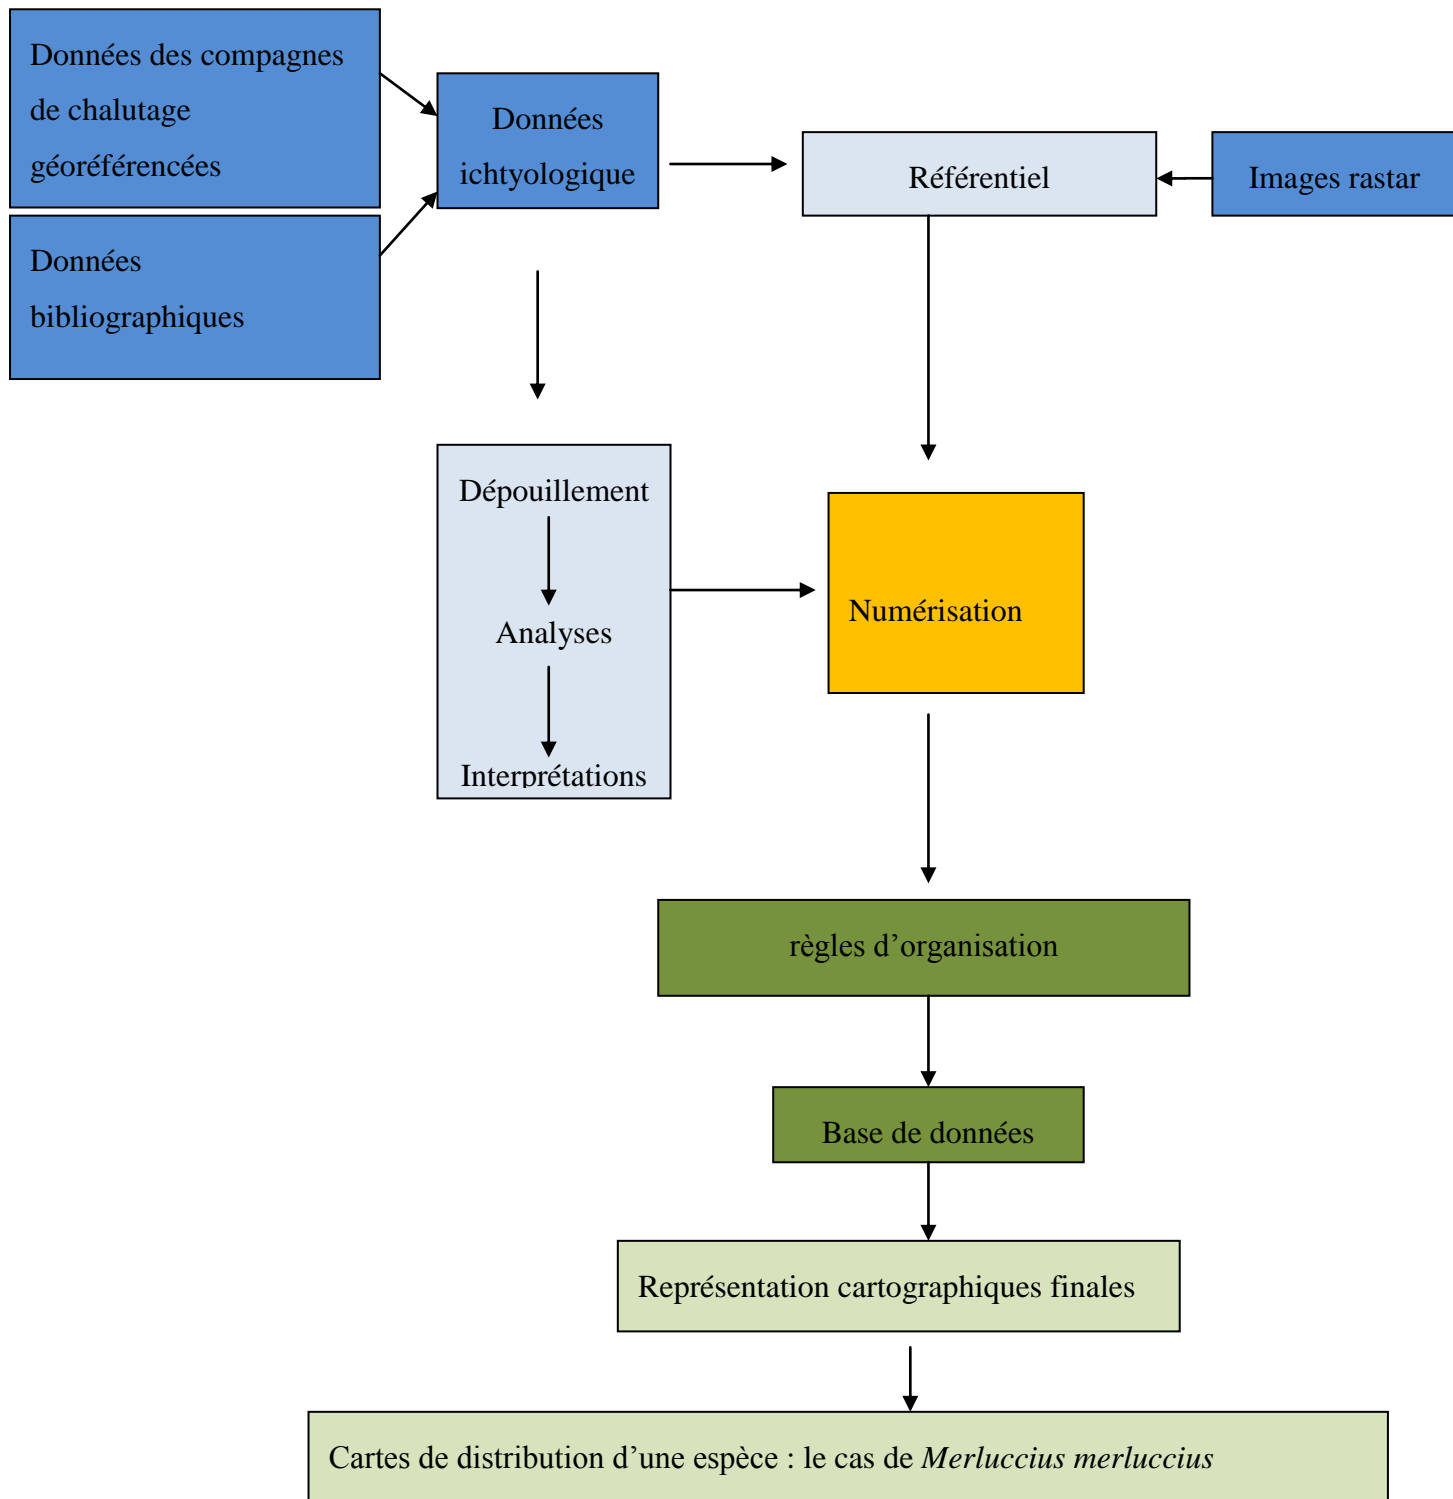 Données des compagnes
de chalutage
géoréférencées
Données
bibliographiques
Données
ichtyologique
Référentiel
Images rastar
Dépouillement
Analyses
Interprétations
Numérisation
règles d’organisation
Base de données
Représentation cartographiques finales
Cartes de distribution d’une espèce : le cas de Merluccius merluccius